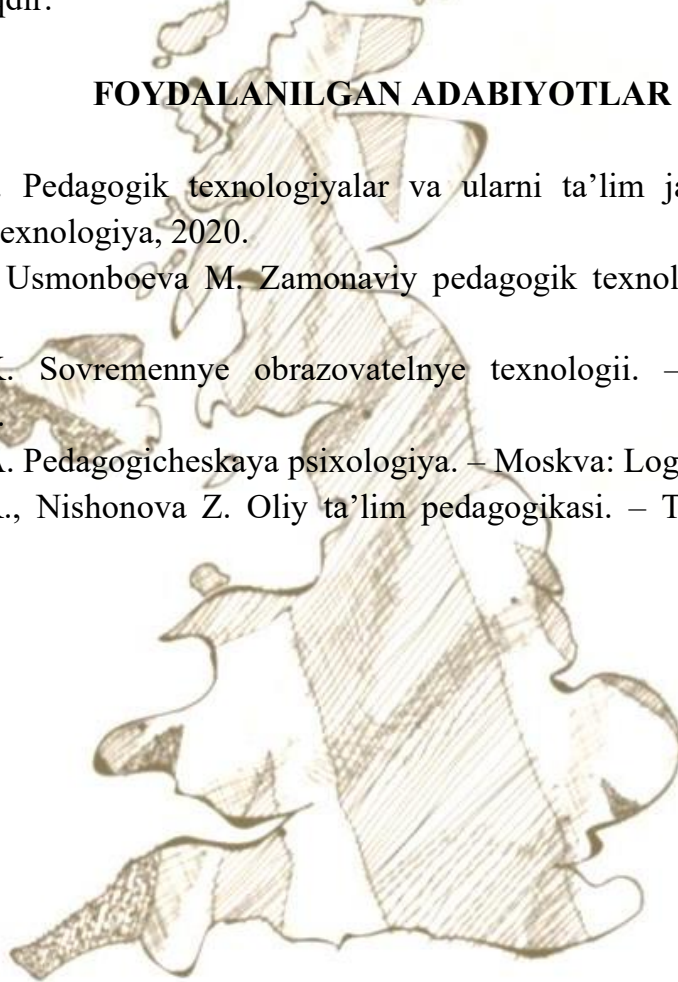 qdir.
FOYDALANILGAN ADABIYOTLAR
. Pedagogik texnologiyalar va ularni ta’lim ja
exnologiya, 2020.
Usmonboeva M. Zamonaviy pedagogik texnol
K. Sovremennye obrazovatelnye texnologii. –
.
A. Pedagogicheskaya psixologiya. – Moskva: Log
R., Nishonova Z. Oliy ta’lim pedagogikasi. – T